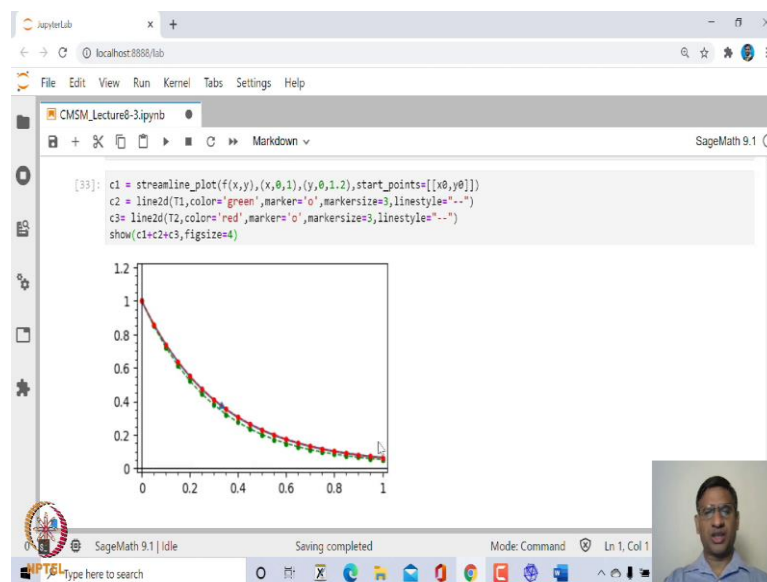 JupyterLab
localhost:8888/lab
File Edit View Run Kernel Tabs Settings Help
CMSM_Lecture8-3.ipynb
Markdown
SageMath 9.1
[33]: c1 = streamline_plot(f(x,y),(x,0,1),(y,0,1.2),start_points=[[x0,y0]])
c2 = line2d(T1,color='green',marker='o',markersize=3,linestyle="--")
c3= line2d(T2,color='red',marker='o',markersize=3,linestyle="--")
show(c1+c2+c3,figsize=4)
1.2
1
0.8
0.6
0.4
0.2
0
0 0.2 0.4 0.6 0.8 1
SageMath 9.1 | Idle Saving completed Mode: Command Ln 1, Col 1
NPTEL
Type here to search